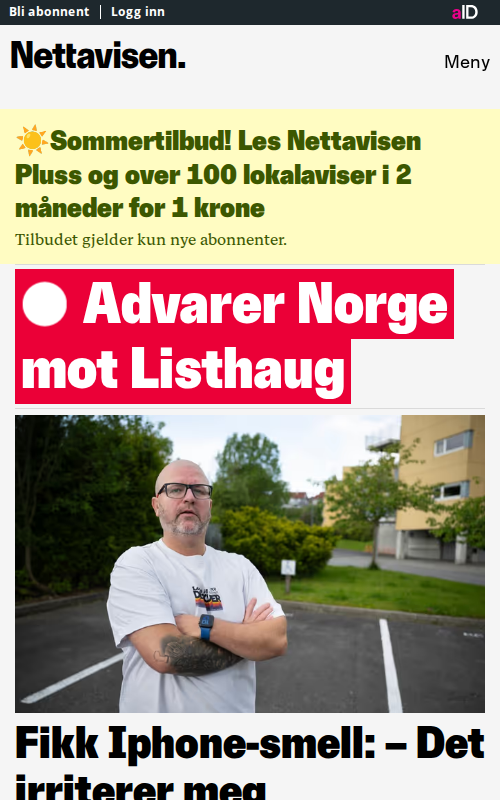 Bli abonnent
Logg inn
aID
Nettavisen.
Meny
☀️Sommertilbud! Les Nettavisen
Pluss og over 100 lokalaviser i 2
måneder for 1 krone
Tilbudet gjelder kun nye abonnenter.
Advarer Norge
mot Listhaug
Fikk Iphone-smell: – Det
irriterer meg